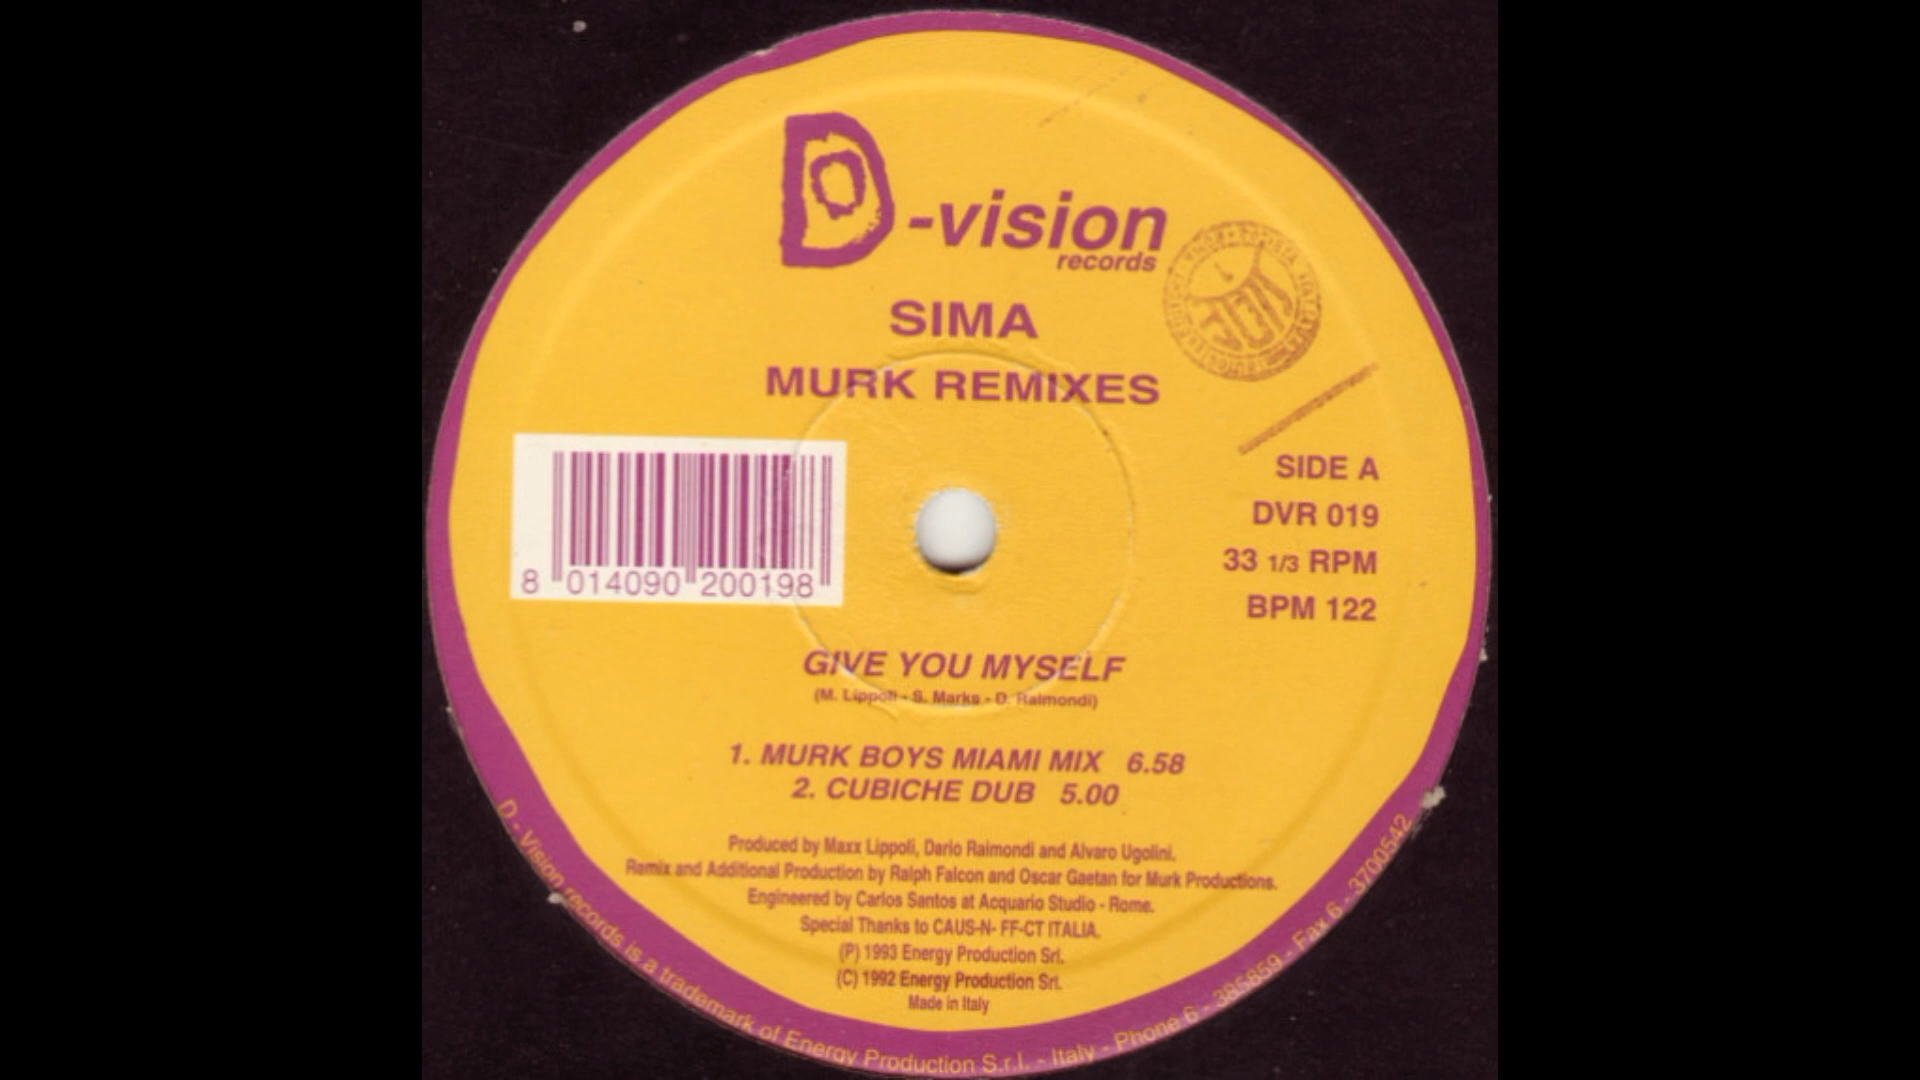 D-vision
records
SIMA
MURK REMIXES
SIDE A
DVR 019
33 1/3 RPM
BPM 122
8 014090 200198
GIVE YOU MYSELF
(M. Lippoli - S. Marks - D. Raimondi)
1. MURK BOYS MIAMI MIX 6.58
2. CUBICHE DUB 5.00
Produced by Maxx Lippoli, Dario Raimondi and Alvaro Ugolini.
Remix and Additional Production by Ralph Falcon and Oscar Gaetan for Murk Productions.
Engineered by Carlos Santos at Acquario Studio - Rome.
Special Thanks to CAUS-N- FF-CT ITALIA.
(P) 1993 Energy Production Srl.
(C) 1992 Energy Production Srl.
Made in Italy
D - Vision records is a trademark of Energy Production S.r.l. - Italy - Phone 6 - 385859 - Fax 6 - 3700542